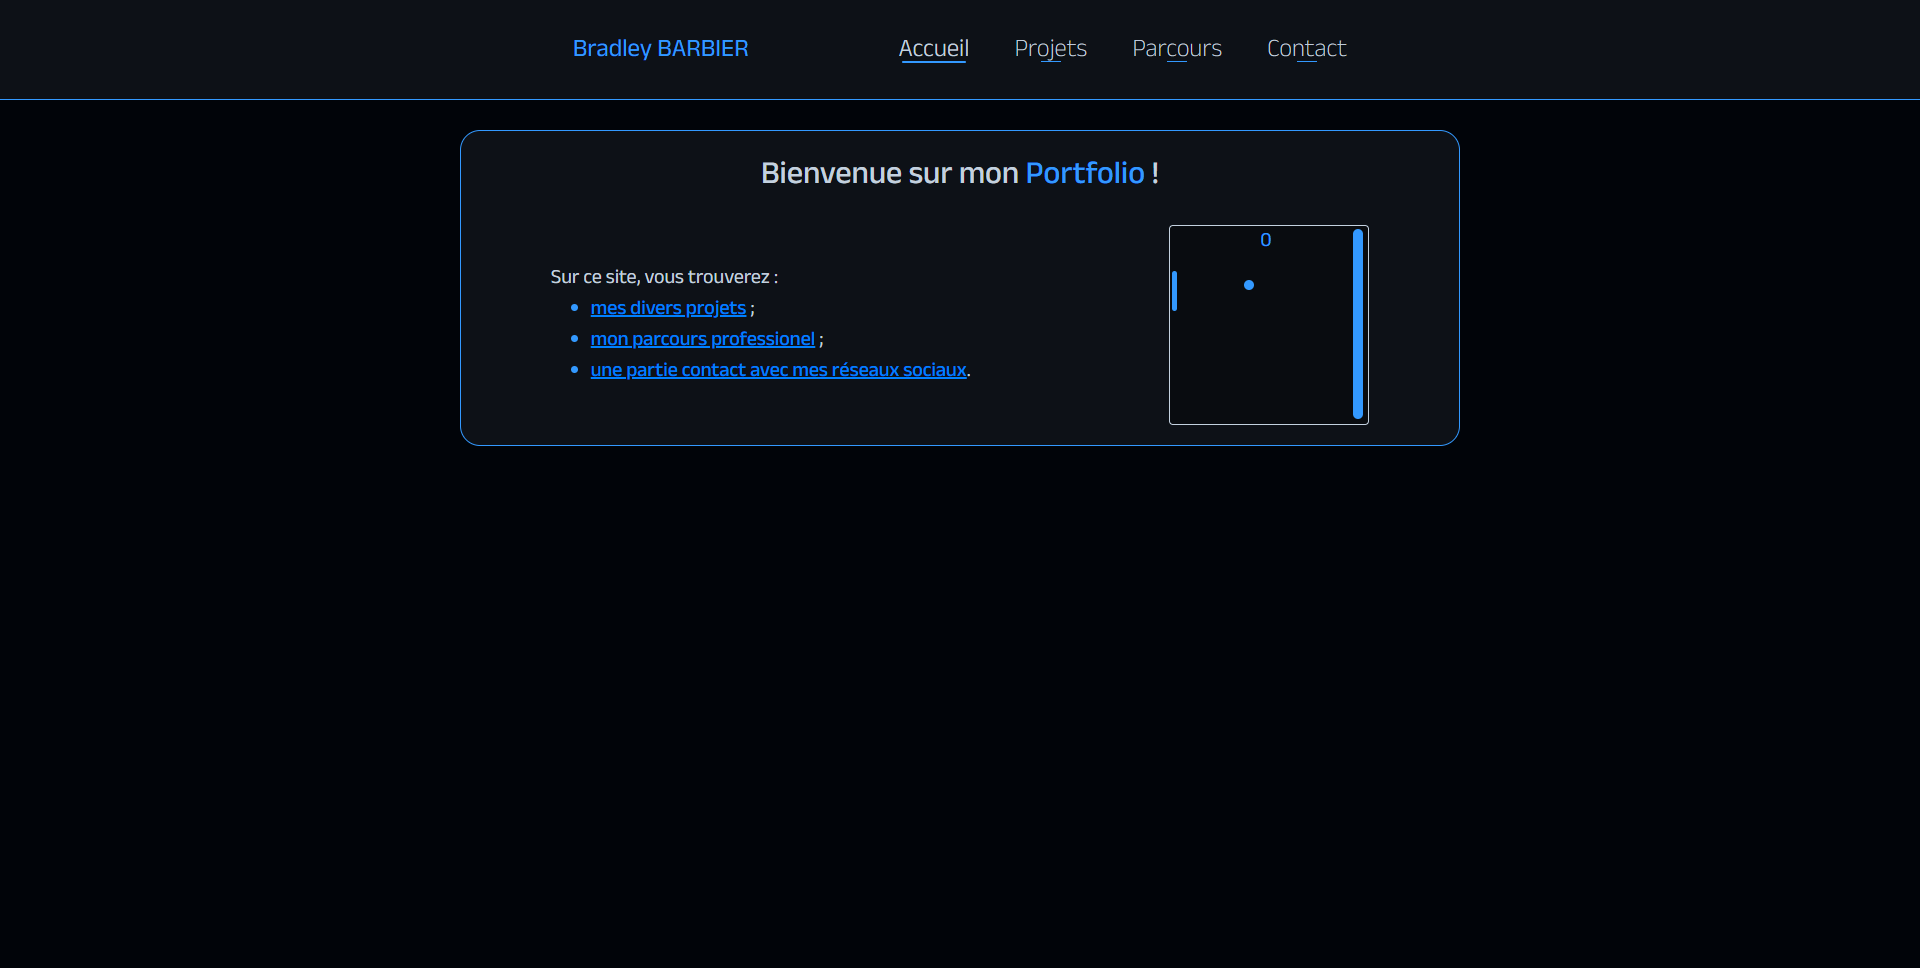 Bradley BARBIER Accueil Projets Parcours Contact
Bienvenue sur mon Portfolio !
0
Sur ce site, vous trouverez :
mes divers projets ;
mon parcours professionel ;
une partie contact avec mes réseaux sociaux.